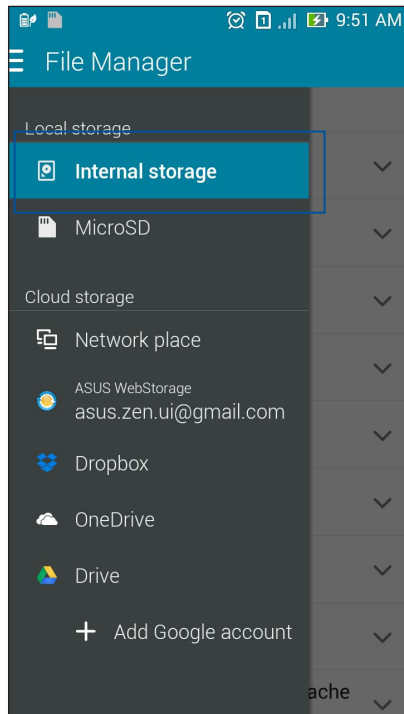 1 9:51 AM
File Manager
Local storage
Internal storage
MicroSD
Cloud storage
Network place
ASUS WebStorage
asus.zen.ui@gmail.com
Dropbox
OneDrive
Drive
+ Add Google account
ache